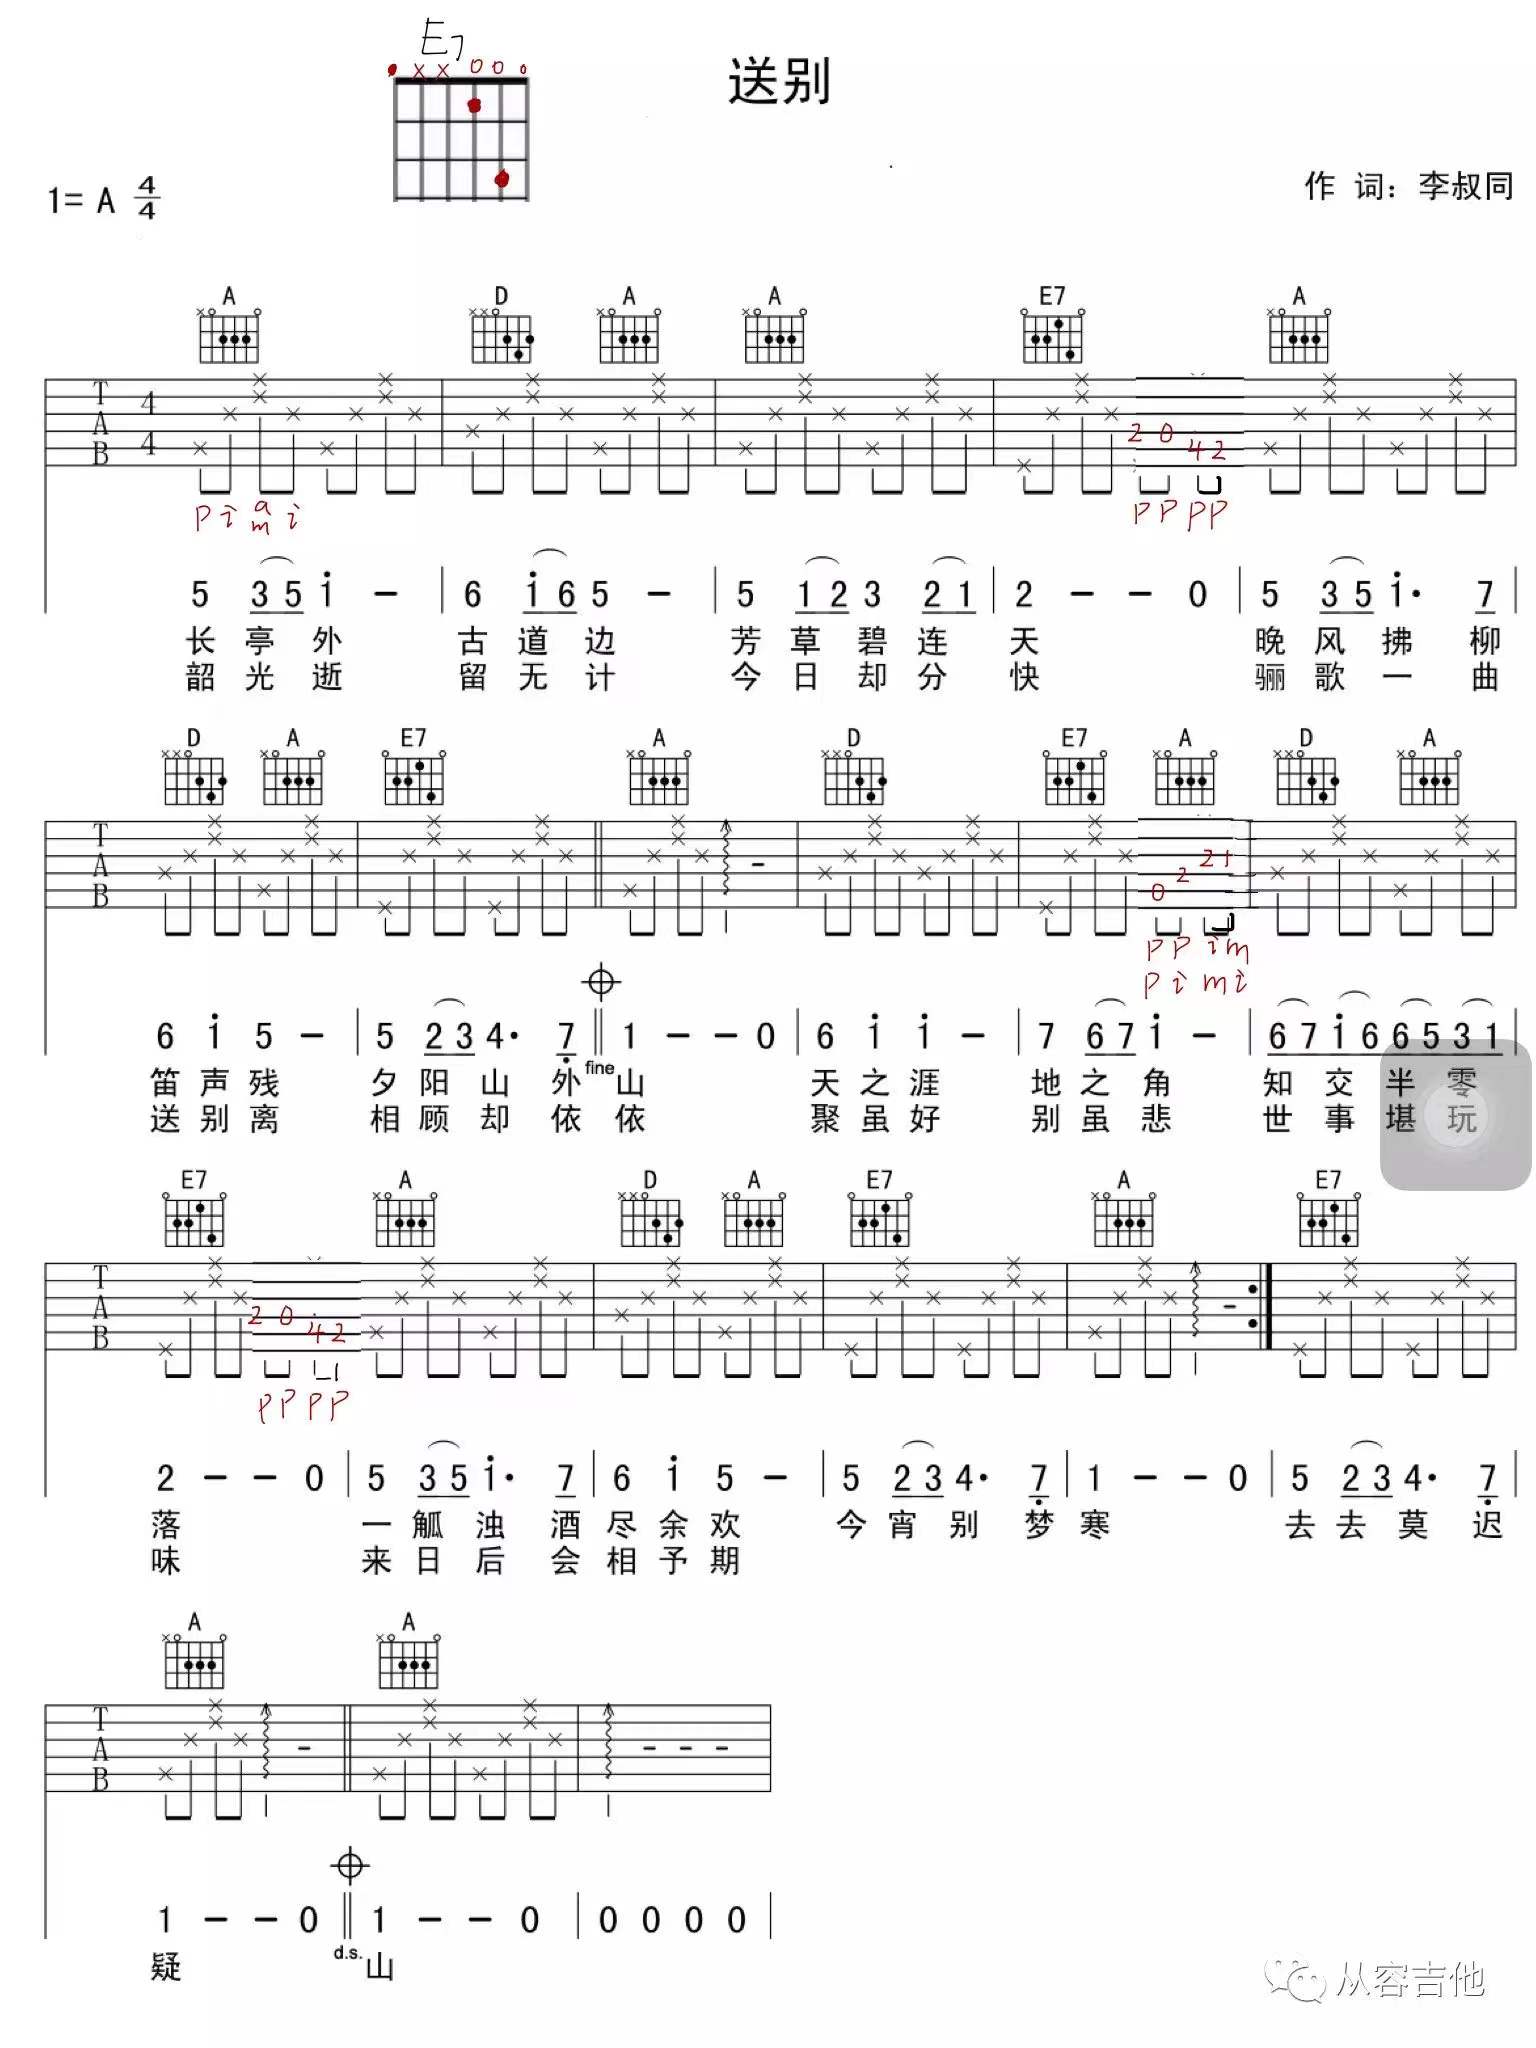 E7
送别
1= A 4/4
作 词：李叔同
A D A A E7 A
T A B 4/4
2 0 4 2
p i a m i p p p p
5 3 5 i - | 6 i 6 5 - | 5 1 2 3 2 1 | 2 - - 0 | 5 3 5 i· 7 |
长 亭 外 古 道 边 芳 草 碧 连 天 晚 风 拂 柳
韶 光 逝 留 无 计 今 日 却 分 快 骊 歌 一 曲
D A E7 A D E7 A D A
T A B
0 2 2 1
p p i m
p i m i
6 i 5 - | 5 2 3 4· 7 || 1 - - 0 | 6 i i - | 7 6 7 i - | 6 7 i 6 6 5 3 1 |
fine
笛 声 残 夕 阳 山 外 山 天 之 涯 地 之 角 知 交 半 零
送 别 离 相 顾 却 依 依 聚 虽 好 别 虽 悲 世 事 堪 玩
E7 A D A E7 A E7
T A B
2 0 4 2
p p p p
2 - - 0 | 5 3 5 i· 7 | 6 i 5 - | 5 2 3 4· 7 | 1 - - 0 | 5 2 3 4· 7 |
落 一 觚 浊 酒 尽 余 欢 今 宵 别 梦 寒 去 去 莫 迟
味 来 日 后 会 相 予 期
A A
T A B
1 - - 0 || 1 - - 0 | 0 0 0 0 |
d.s.
疑 山
从容吉他